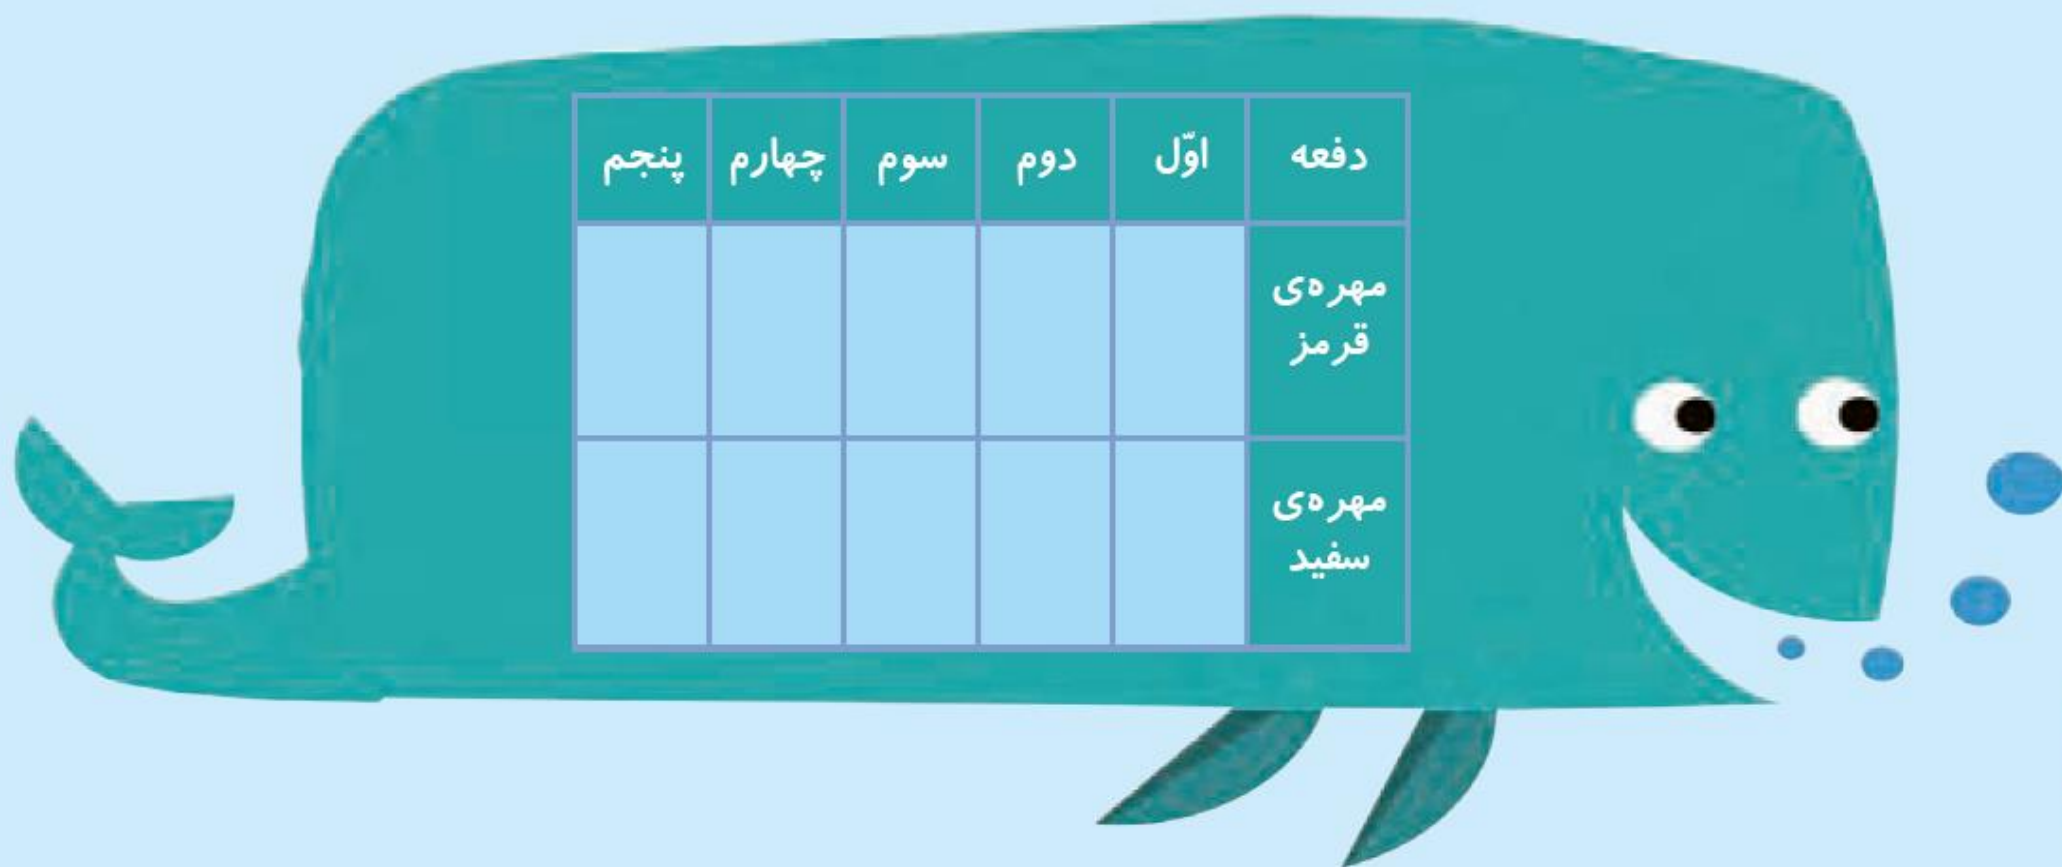 دفعه اوّل دوم سوم چهارم پنجم
مهره‌ی
قرمز
مهره‌ی
سفید